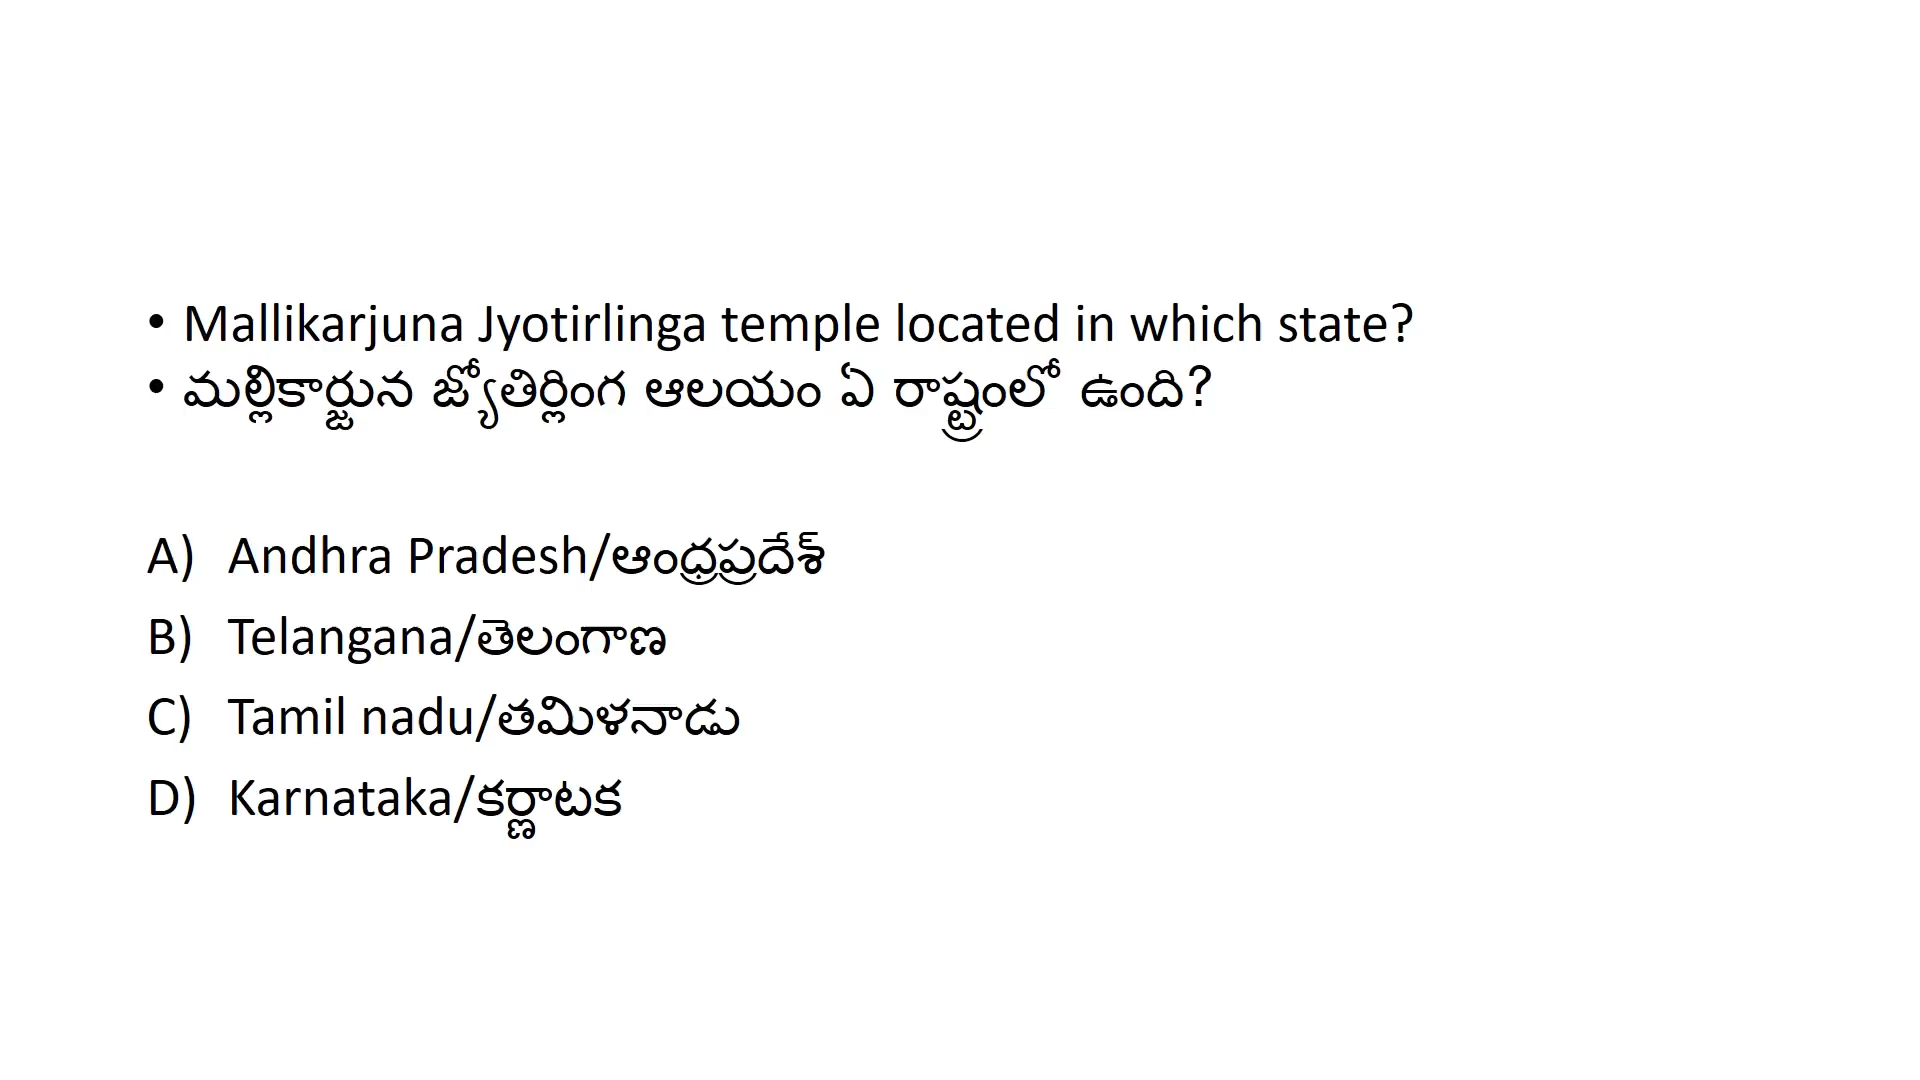 • Mallikarjuna Jyotirlinga temple located in which state?
• మల్లికార్జున జ్యోతిర్లింగ ఆలయం ఏ రాష్ట్రంలో ఉంది?
A) Andhra Pradesh/ఆంధ్రప్రదేశ్
B) Telangana/తెలంగాణ
C) Tamil nadu/తమిళనాడు
D) Karnataka/కర్ణాటక